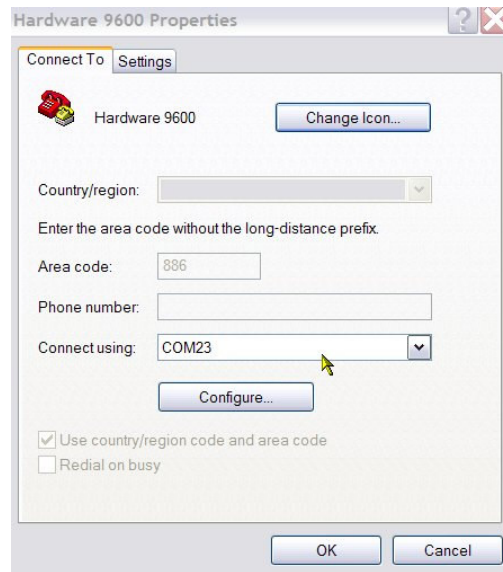 Hardware 9600 Properties
Connect To Settings
Hardware 9600 Change Icon...
Country/region:
Enter the area code without the long-distance prefix.
Area code: 886
Phone number:
Connect using: COM23
Configure...
Use country/region code and area code
Redial on busy
OK Cancel